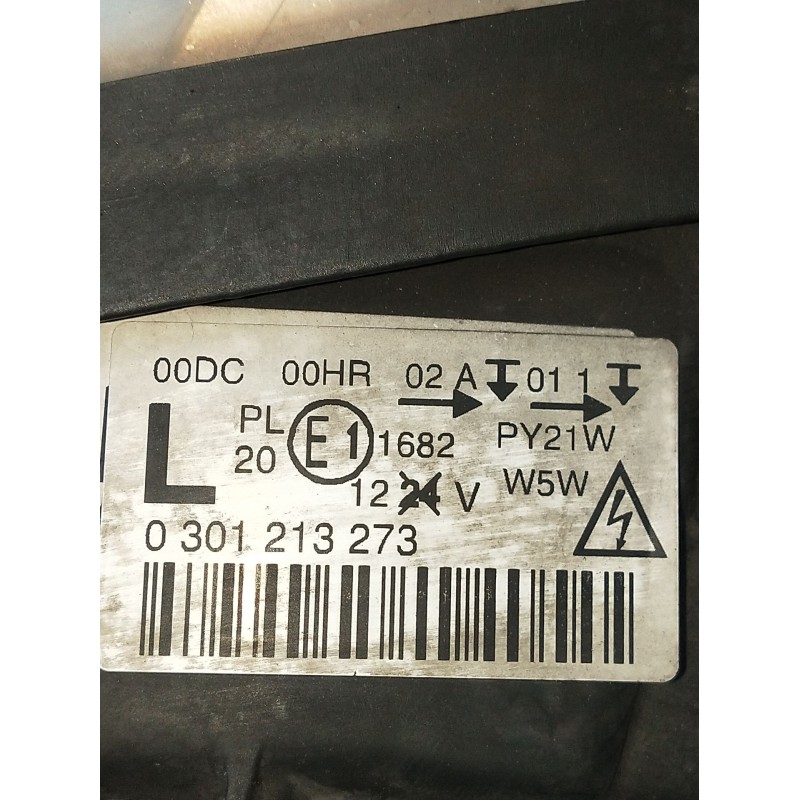 00DC 00HR 02 A 01 1
L PL E1 1682 PY21W
20 12 24 V W5W
0 301 213 273